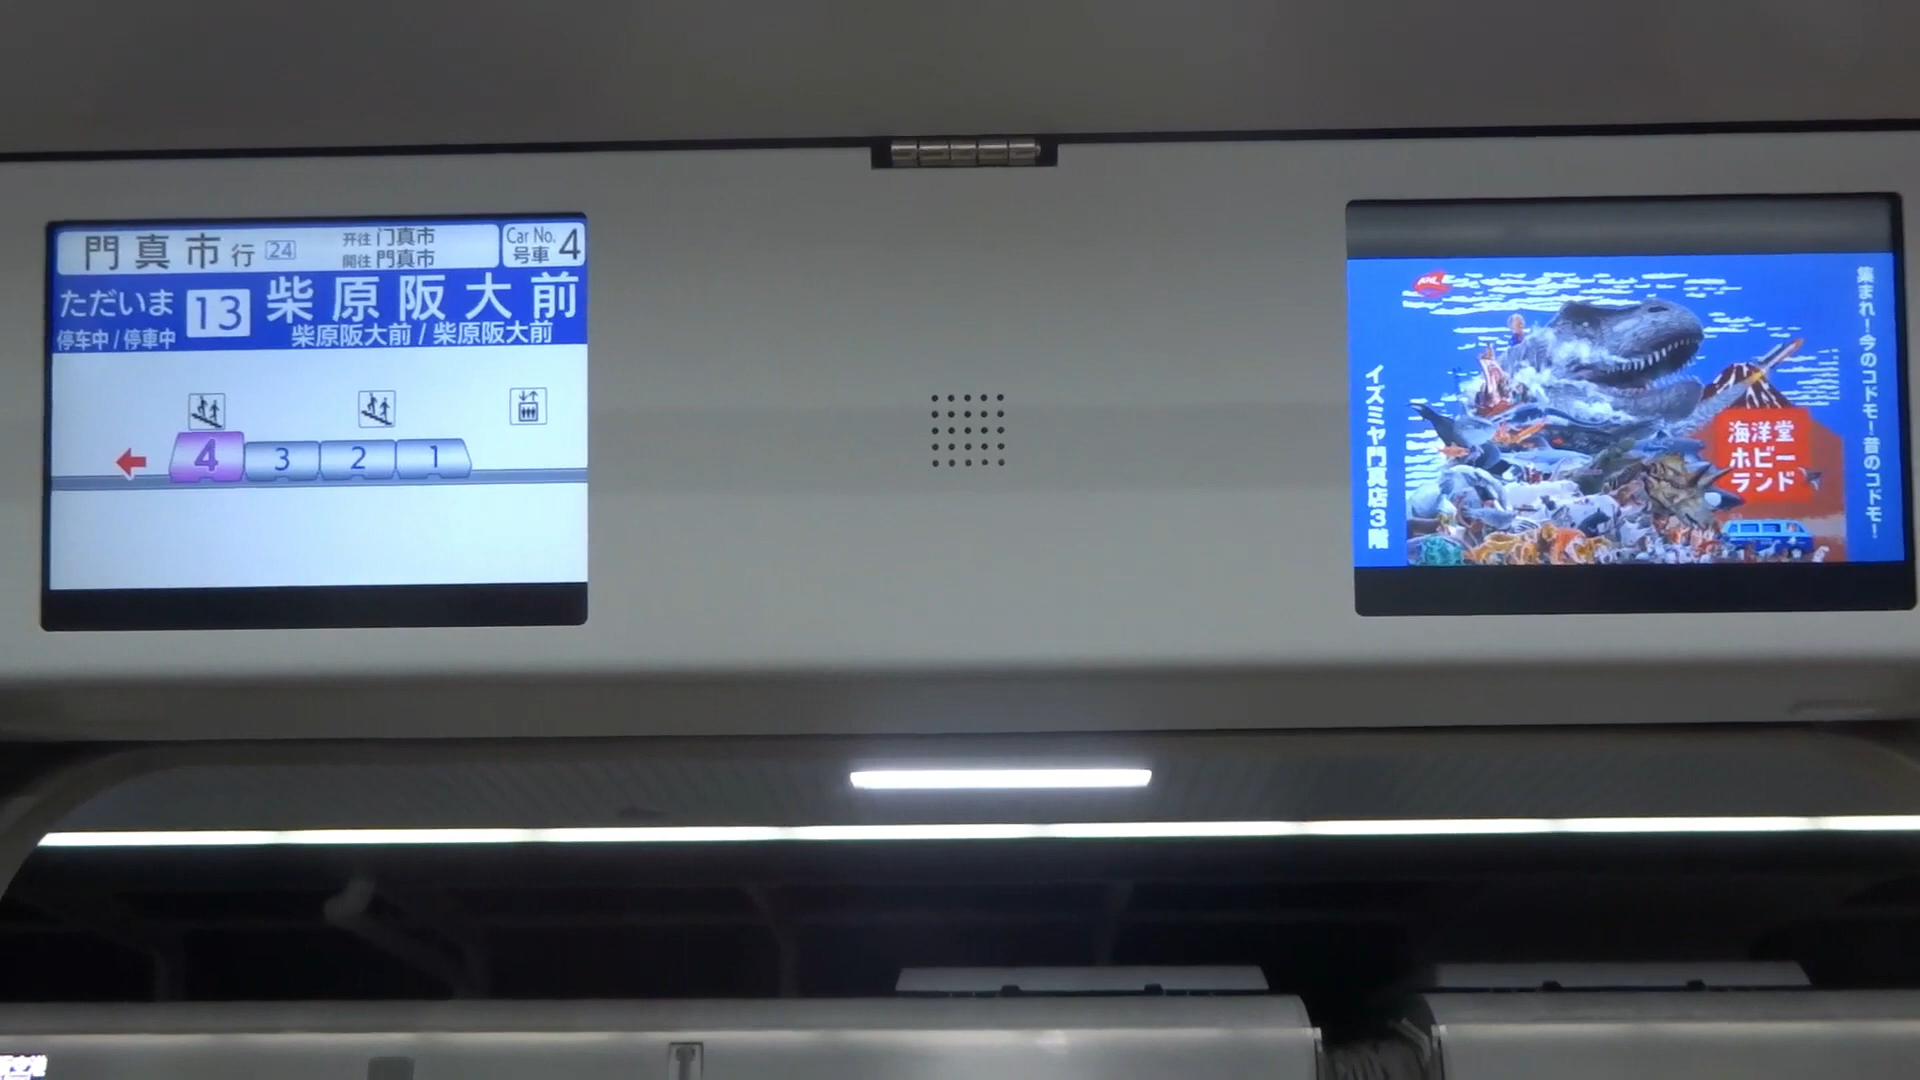 門真市行 24
开往 门真市
開往 門真市
Car No. 4
号車
ただいま 13 柴原阪大前
停车中 / 停車中
柴原阪大前 / 柴原阪大前
4 3 2 1
集まれ!今のコドモ!昔のコドモ!
海洋堂
ホビー
ランド
イズミヤ門真店3階